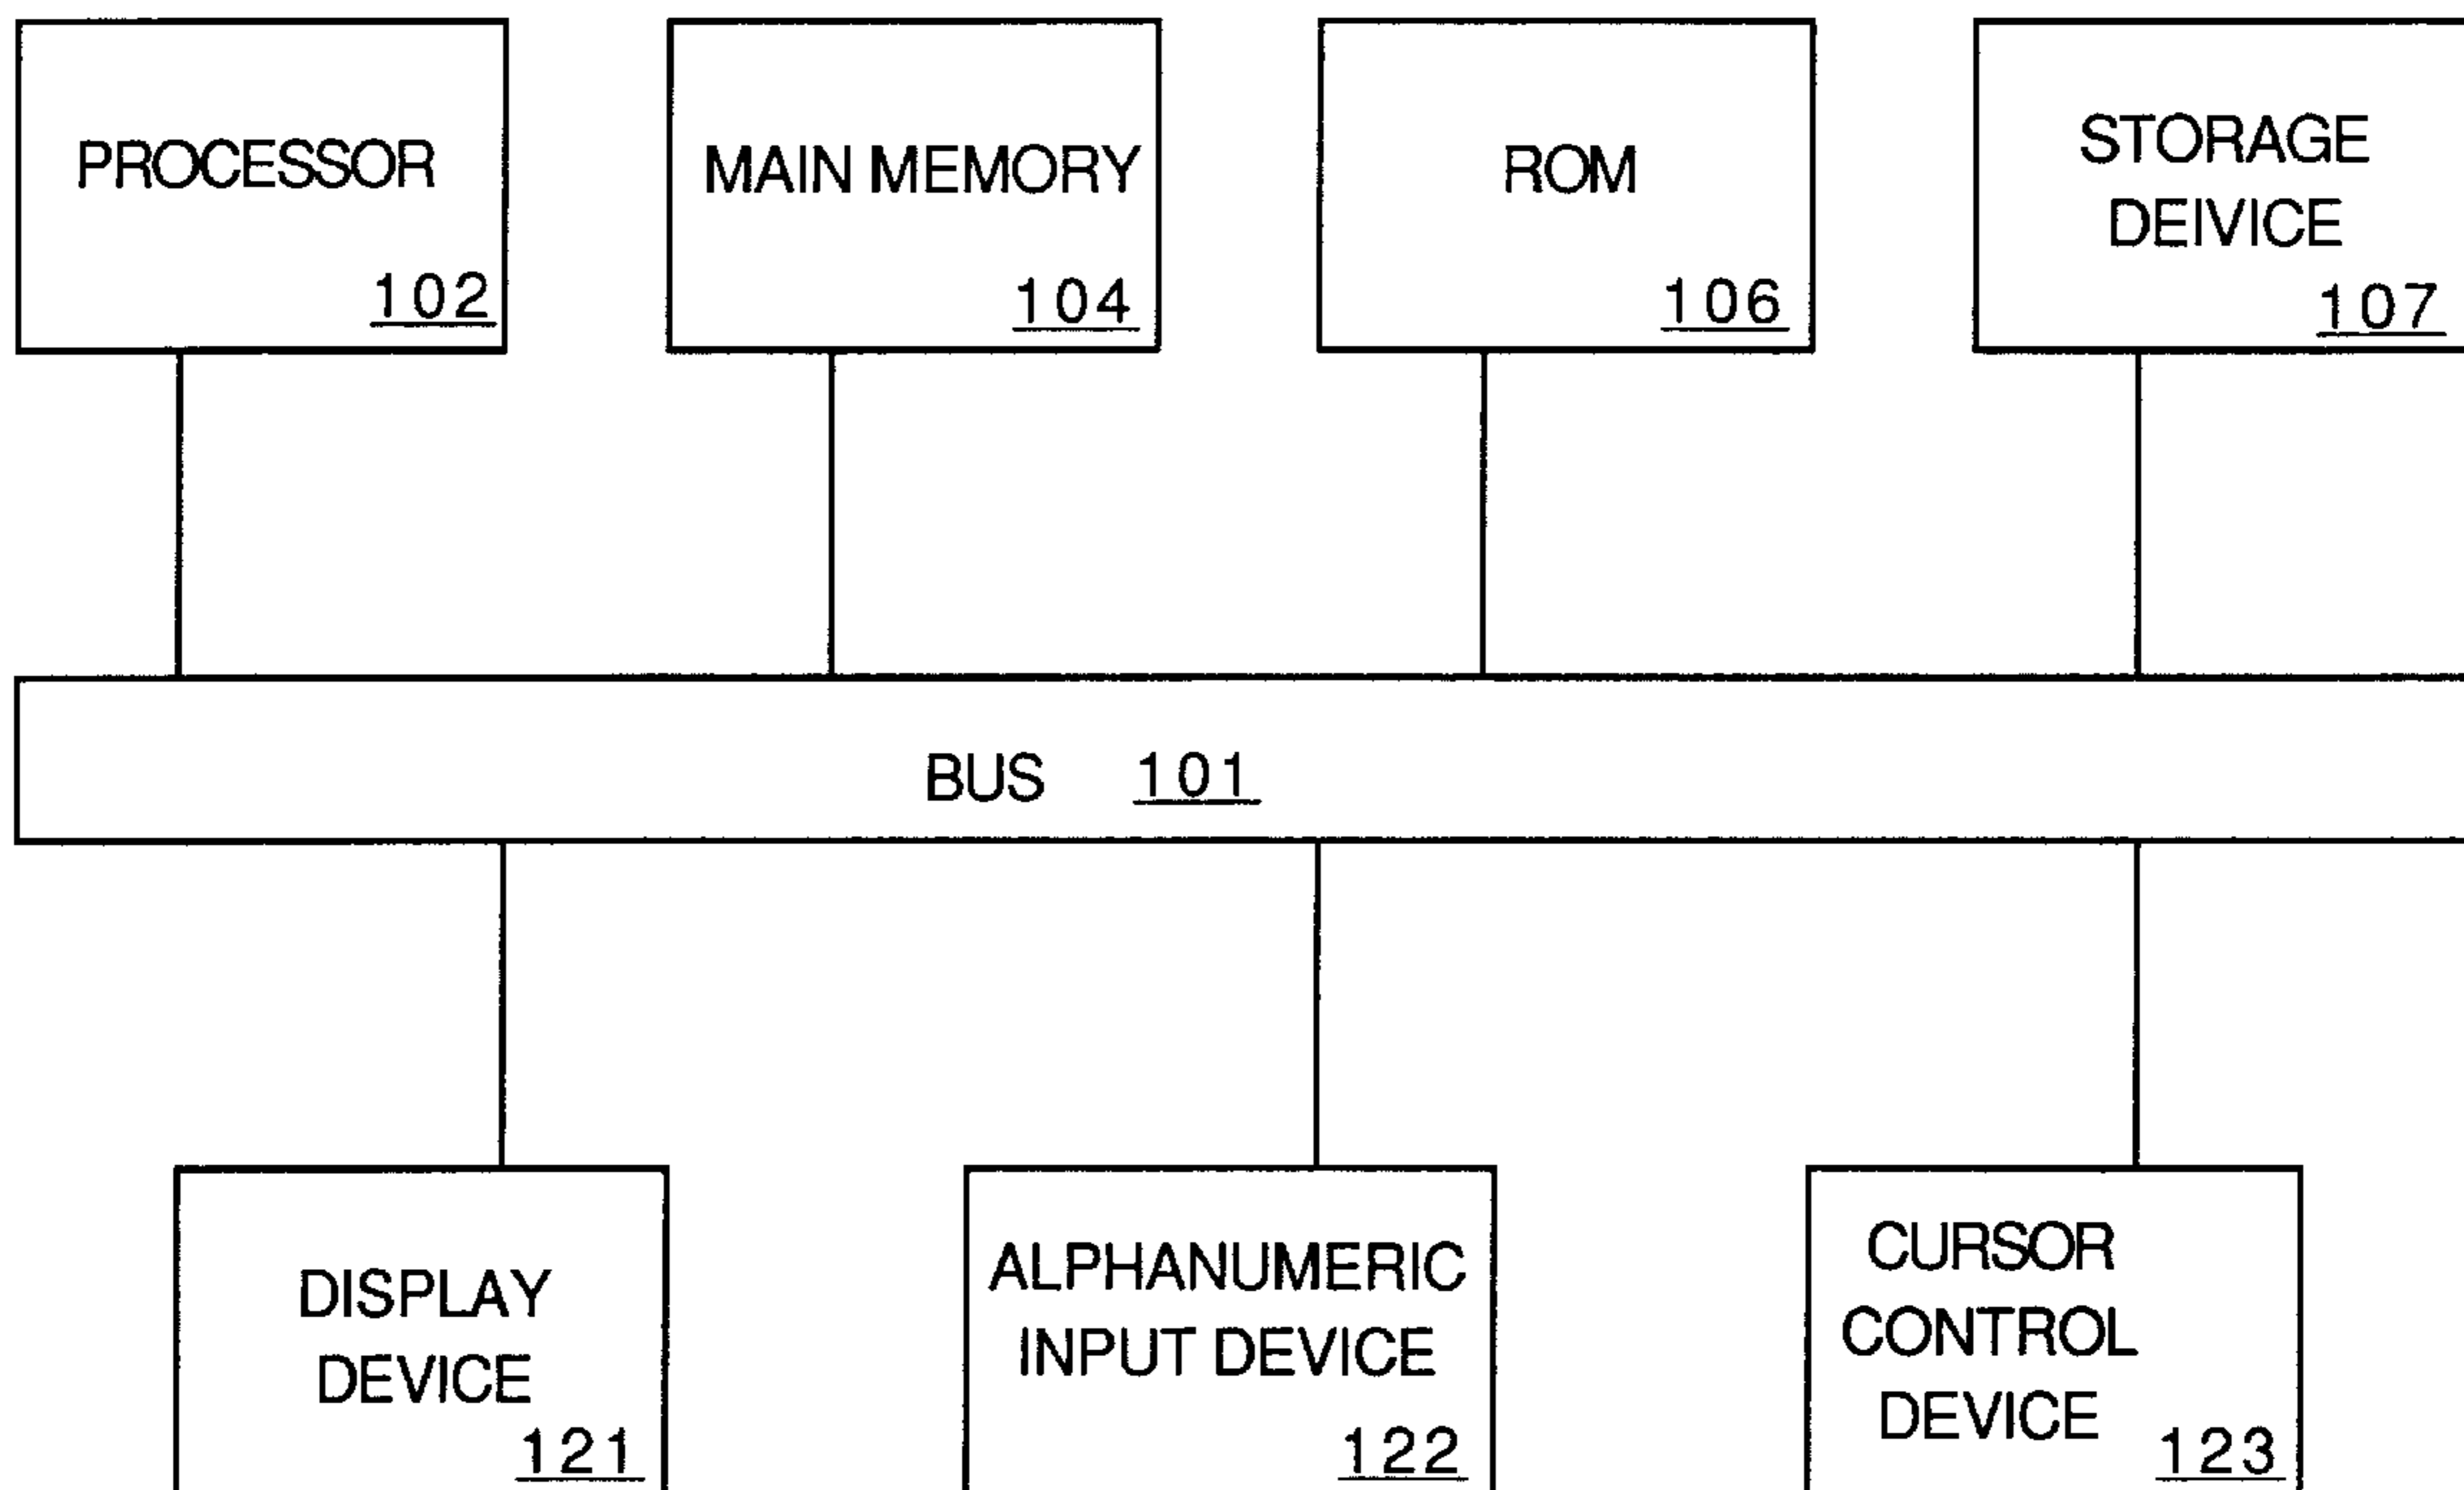 PROCESSOR
102
MAIN MEMORY
104
ROM
106
STORAGE
DEIVICE
107
BUS 101
DISPLAY
DEVICE
121
ALPHANUMERIC
INPUT DEVICE
122
CURSOR
CONTROL
DEVICE
123